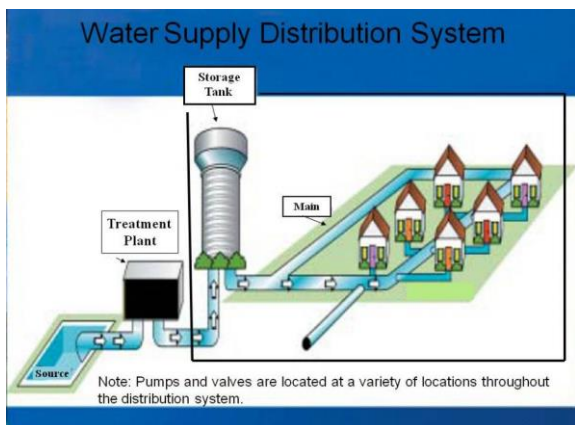 Water Supply Distribution System
Storage
Tank
Main
Treatment
Plant
Source
Note: Pumps and valves are located at a variety of locations throughout
the distribution system.